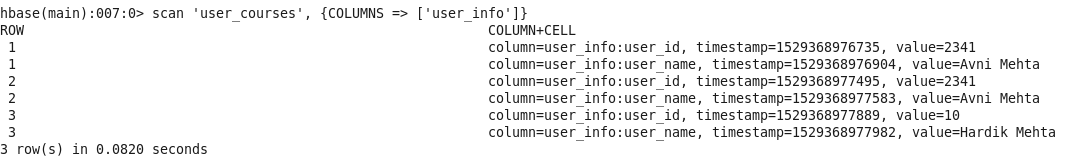 hbase(main):007:0> scan 'user_courses', {COLUMNS => ['user_info']}
ROW COLUMN+CELL
1 column=user_info:user_id, timestamp=1529368976735, value=2341
1 column=user_info:user_name, timestamp=1529368976904, value=Avni Mehta
2 column=user_info:user_id, timestamp=1529368977495, value=2341
2 column=user_info:user_name, timestamp=1529368977583, value=Avni Mehta
3 column=user_info:user_id, timestamp=1529368977889, value=10
3 column=user_info:user_name, timestamp=1529368977982, value=Hardik Mehta
3 row(s) in 0.0820 seconds